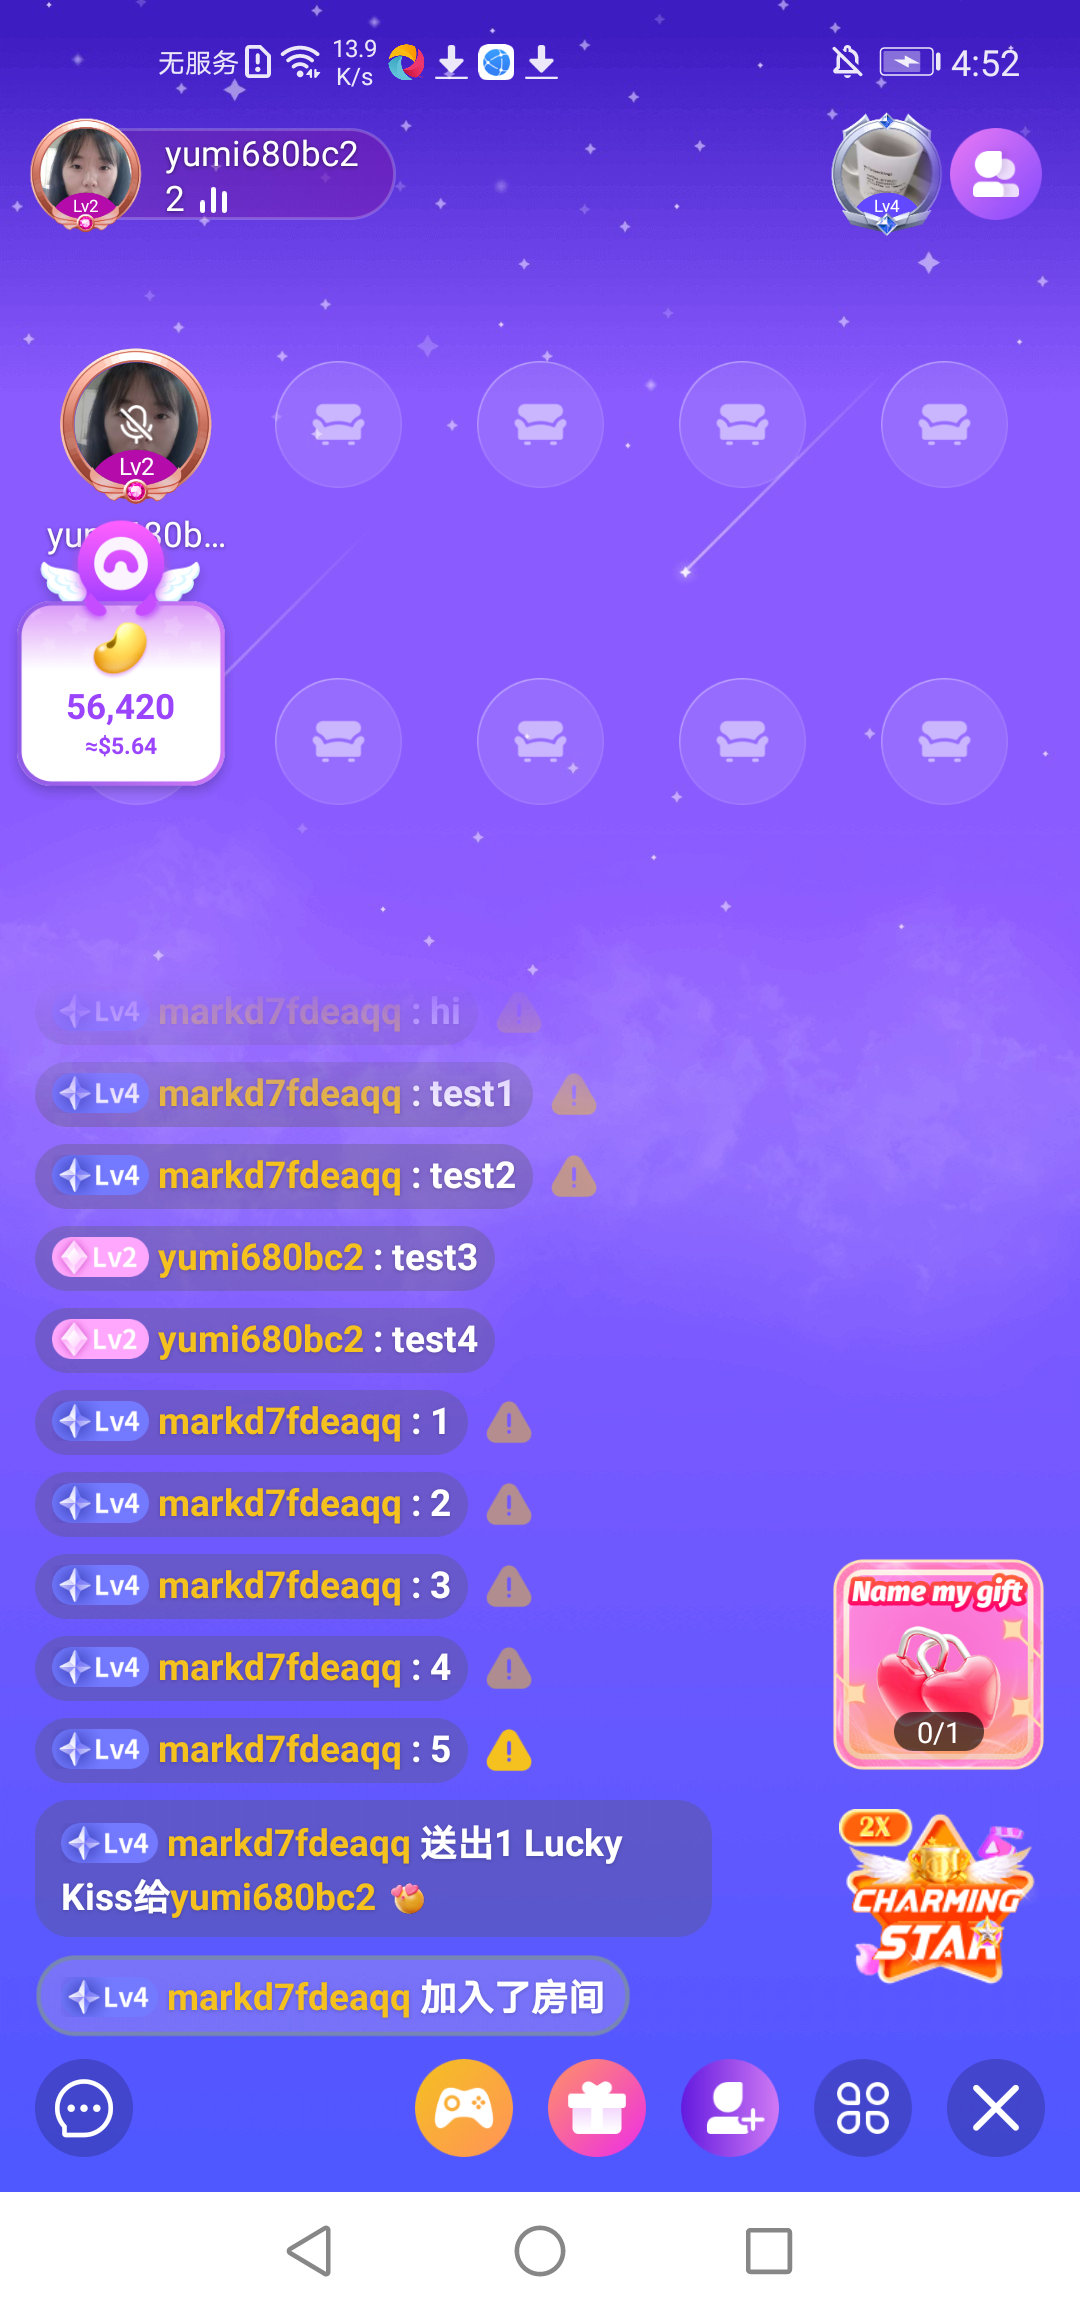 无服务 13.9 K/s 4:52
yumi680bc2
2
Lv2
Lv4
Lv2
56,420
≈$5.64
Lv4 markd7fdeaqq : hi
Lv4 markd7fdeaqq : test1
Lv4 markd7fdeaqq : test2
Lv2 yumi680bc2 : test3
Lv2 yumi680bc2 : test4
Lv4 markd7fdeaqq : 1
Lv4 markd7fdeaqq : 2
Lv4 markd7fdeaqq : 3
Lv4 markd7fdeaqq : 4
Lv4 markd7fdeaqq : 5
Name my gift
0/1
Lv4 markd7fdeaqq 送出1 Lucky
Kiss给yumi680bc2
2X
CHARMING
STAR
Lv4 markd7fdeaqq 加入了房间